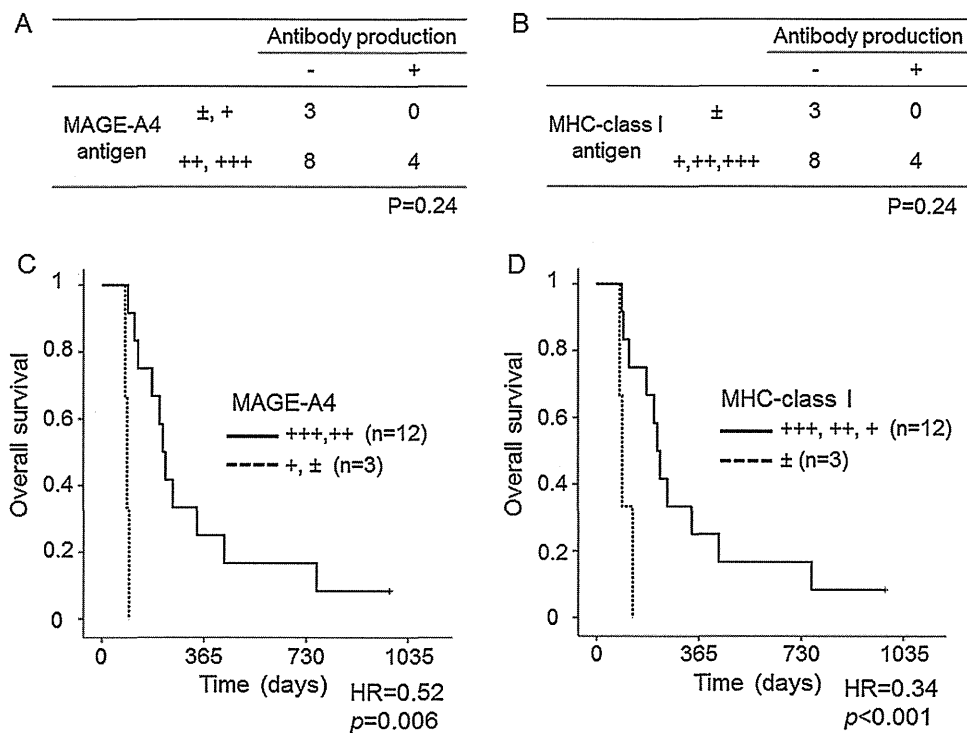 A
Antibody production
- +
MAGE-A4 antigen
±, + 3 0
++, +++ 8 4
P=0.24
B
Antibody production
- +
MHC-class I antigen
± 3 0
+,++,+++ 8 4
P=0.24
C
Overall survival
1
0.8
0.6
0.4
0.2
0
MAGE-A4
+++,++ (n=12)
+, ± (n=3)
0 365 730 1035
Time (days)
HR=0.52
p=0.006
D
Overall survival
1
0.8
0.6
0.4
0.2
0
MHC-class I
+++, ++, + (n=12)
± (n=3)
0 365 730 1035
Time (days)
HR=0.34
p<0.001